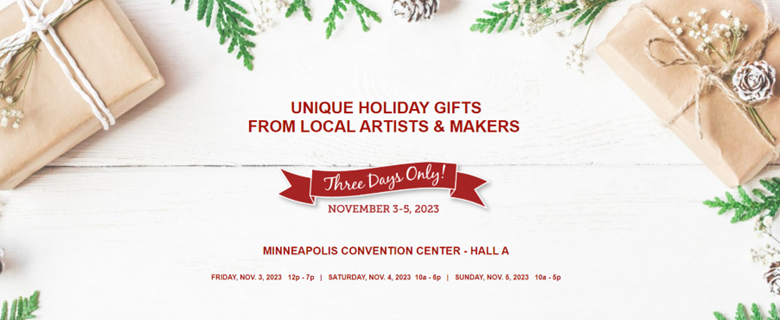 UNIQUE HOLIDAY GIFTS
FROM LOCAL ARTISTS & MAKERS
Three Days Only!
NOVEMBER 3-5, 2023
MINNEAPOLIS CONVENTION CENTER - HALL A
FRIDAY, NOV. 3, 2023 12p - 7p | SATURDAY, NOV. 4, 2023 10a - 6p | SUNDAY, NOV. 5, 2023 10a - 5p